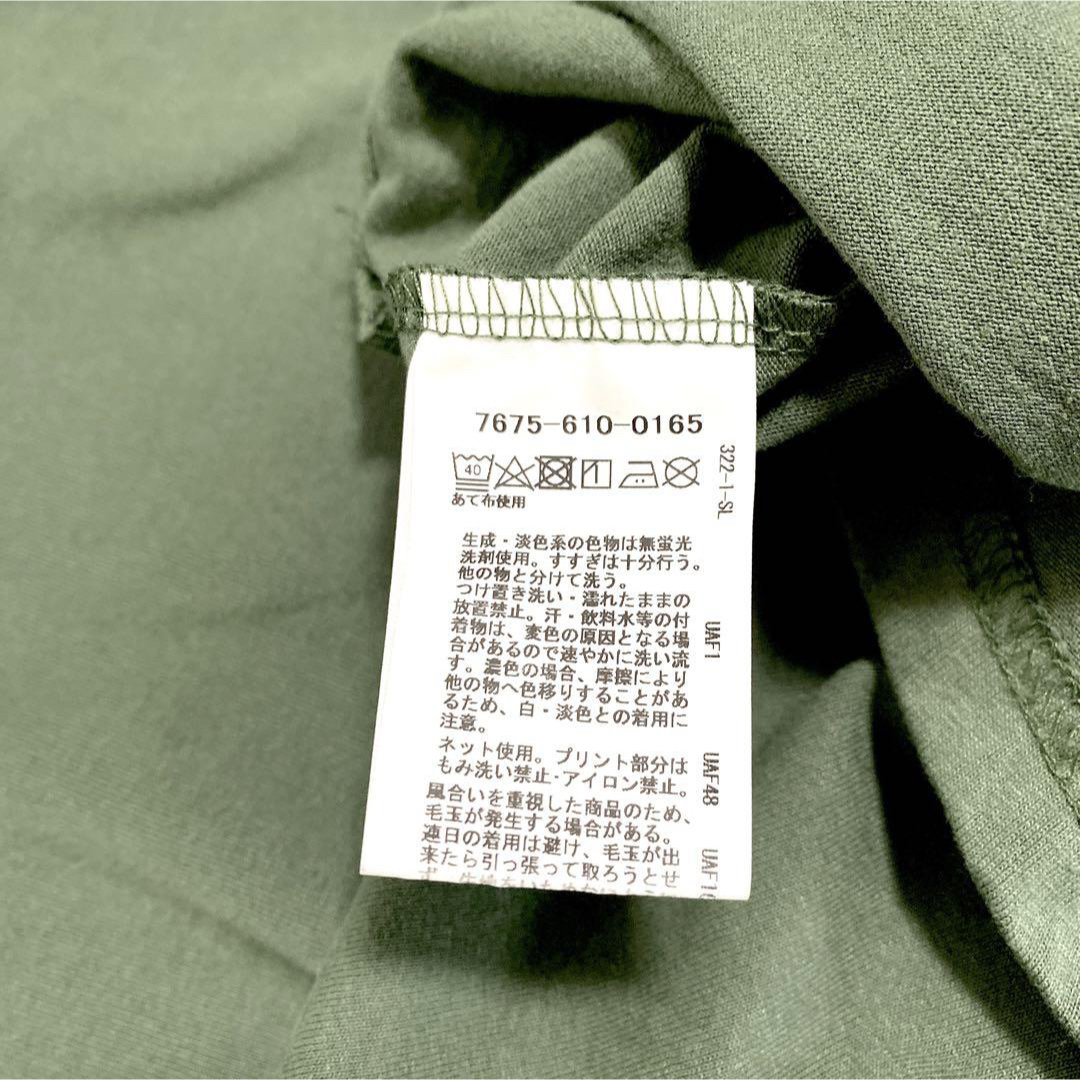 7675-610-0165
40
あて布使用
生成・淡色系の色物は無蛍光
洗剤使用。すすぎは十分行う。
他の物と分けて洗う。
つけ置き洗い・濡れたままの
放置禁止。汗・飲料水等の付
着物は、変色の原因となる場
合があるので速やかに洗い流
す。濃色の場合、摩擦により
他の物へ色移りすることがあ
るため、白・淡色との着用に
注意。
ネット使用。プリント部分は
もみ洗い禁止・アイロン禁止。
風合いを重視した商品のため、
毛玉が発生する場合がある。
連日の着用は避け、毛玉が出
来たら引っ張って取ろうとせ
322-1-SL
UAF1
UAF48